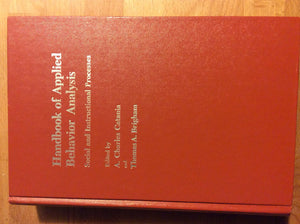 Handbook of Applied
Behavior Analysis
Social and Instructional Processes
Edited by
A. Charles Catania
and
Thomas A. Brigham